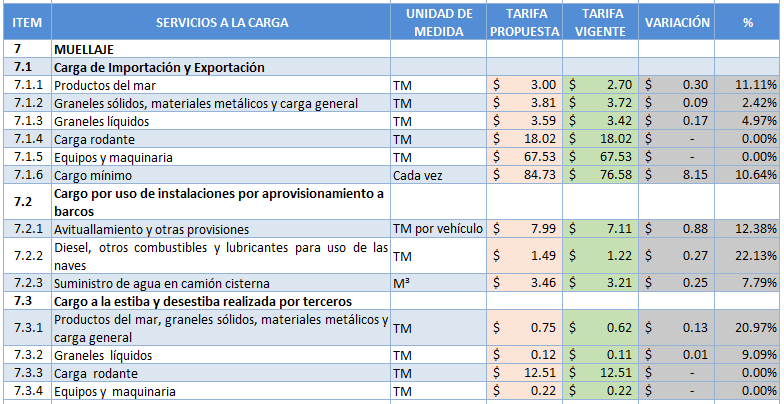 ITEM SERVICIOS A LA CARGA UNIDAD DE MEDIDA TARIFA PROPUESTA TARIFA VIGENTE VARIACIÓN %
7 MUELLAJE
7.1 Carga de Importación y Exportación
7.1.1 Productos del mar TM $ 3.00 $ 2.70 $ 0.30 11.11%
7.1.2 Graneles sólidos, materiales metálicos y carga general TM $ 3.81 $ 3.72 $ 0.09 2.42%
7.1.3 Graneles líquidos TM $ 3.59 $ 3.42 $ 0.17 4.97%
7.1.4 Carga rodante TM $ 18.02 $ 18.02 $ - 0.00%
7.1.5 Equipos y maquinaria TM $ 67.53 $ 67.53 $ - 0.00%
7.1.6 Cargo mínimo Cada vez $ 84.73 $ 76.58 $ 8.15 10.64%
7.2 Cargo por uso de instalaciones por aprovisionamiento a
barcos
7.2.1 Avituallamiento y otras provisiones TM por vehículo $ 7.99 $ 7.11 $ 0.88 12.38%
7.2.2 Diesel, otros combustibles y lubricantes para uso de las
naves TM $ 1.49 $ 1.22 $ 0.27 22.13%
7.2.3 Suministro de agua en camión cisterna M³ $ 3.46 $ 3.21 $ 0.25 7.79%
7.3 Cargo a la estiba y desestiba realizada por terceros
7.3.1 Productos del mar, graneles sólidos, materiales metálicos y
carga general TM $ 0.75 $ 0.62 $ 0.13 20.97%
7.3.2 Graneles líquidos TM $ 0.12 $ 0.11 $ 0.01 9.09%
7.3.3 Carga rodante TM $ 12.51 $ 12.51 $ - 0.00%
7.3.4 Equipos y maquinaria TM $ 0.22 $ 0.22 $ - 0.00%